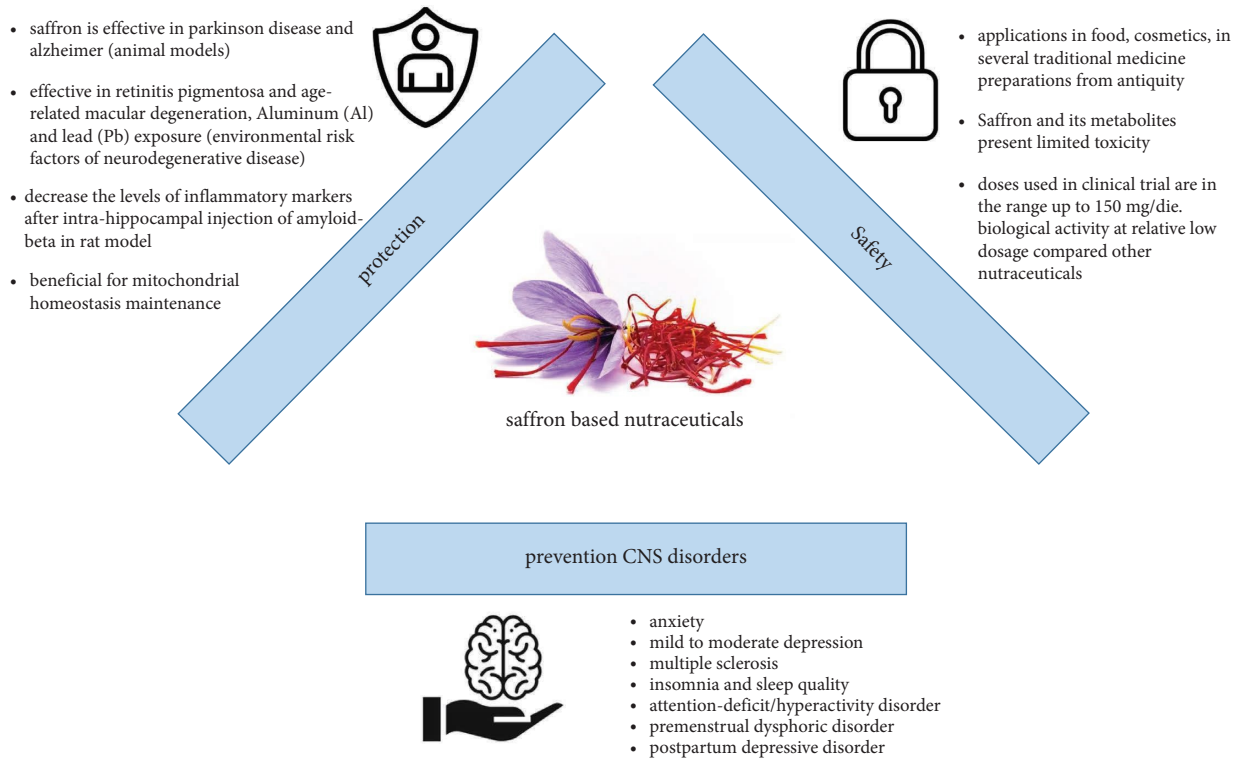 • saffron is effective in parkinson disease and
alzheimer (animal models)
• effective in retinitis pigmentosa and age-
related macular degeneration, Aluminum (Al)
and lead (Pb) exposure (environmental risk
factors of neurodegenerative disease)
• decrease the levels of inflammatory markers
after intra-hippocampal injection of amyloid-
beta in rat model
• beneficial for mitochondrial
homeostasis maintenance
protection
Safety
• applications in food, cosmetics, in
several traditional medicine
preparations from antiquity
• Saffron and its metabolites
present limited toxicity
• doses used in clinical trial are in
the range up to 150 mg/die.
biological activity at relative low
dosage compared other
nutraceuticals
saffron based nutraceuticals
prevention CNS disorders
• anxiety
• mild to moderate depression
• multiple sclerosis
• insomnia and sleep quality
• attention-deficit/hyperactivity disorder
• premenstrual dysphoric disorder
• postpartum depressive disorder